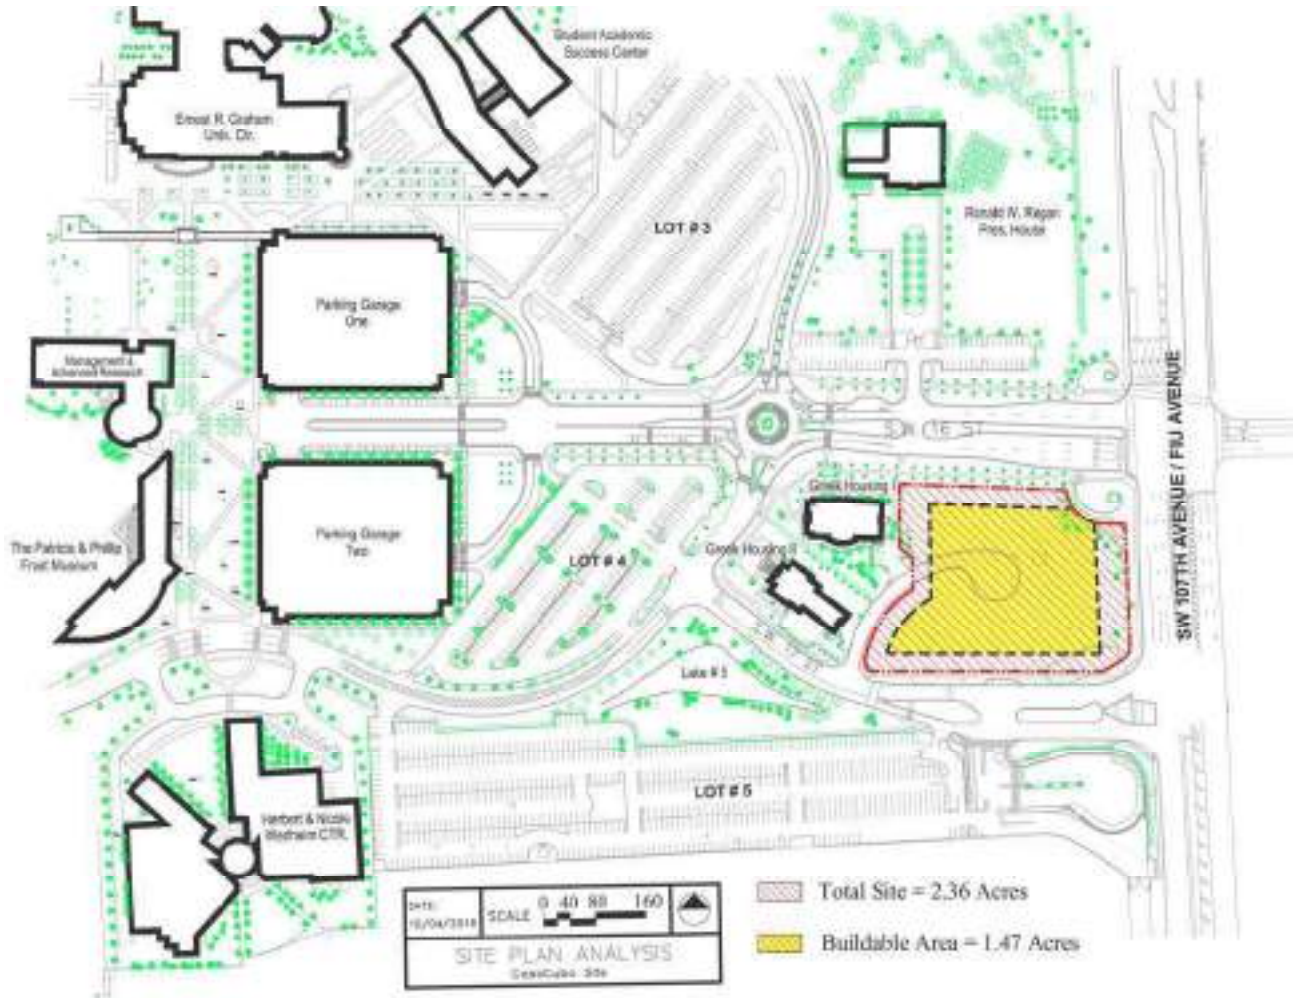 Student Academic
Success Center
Ernest R. Graham
Univ. Ctr.
LOT # 3
Ronald W. Regan
Pres. House
Parking Garage
One
Management &
Advanced Research
SW 16 ST
SW 107TH AVENUE / FIU AVENUE
Greek Housing I
Parking Garage
Two
The Patricia & Phillip
Frost Museum
LOT # 4
Greek Housing II
Lake # 3
LOT # 5
Herbert & Nicole
Wertheim CTR.
DATE:
SCALE
0 40 80 160
SITE PLAN ANALYSIS
Total Site = 2.36 Acres
Buildable Area = 1.47 Acres